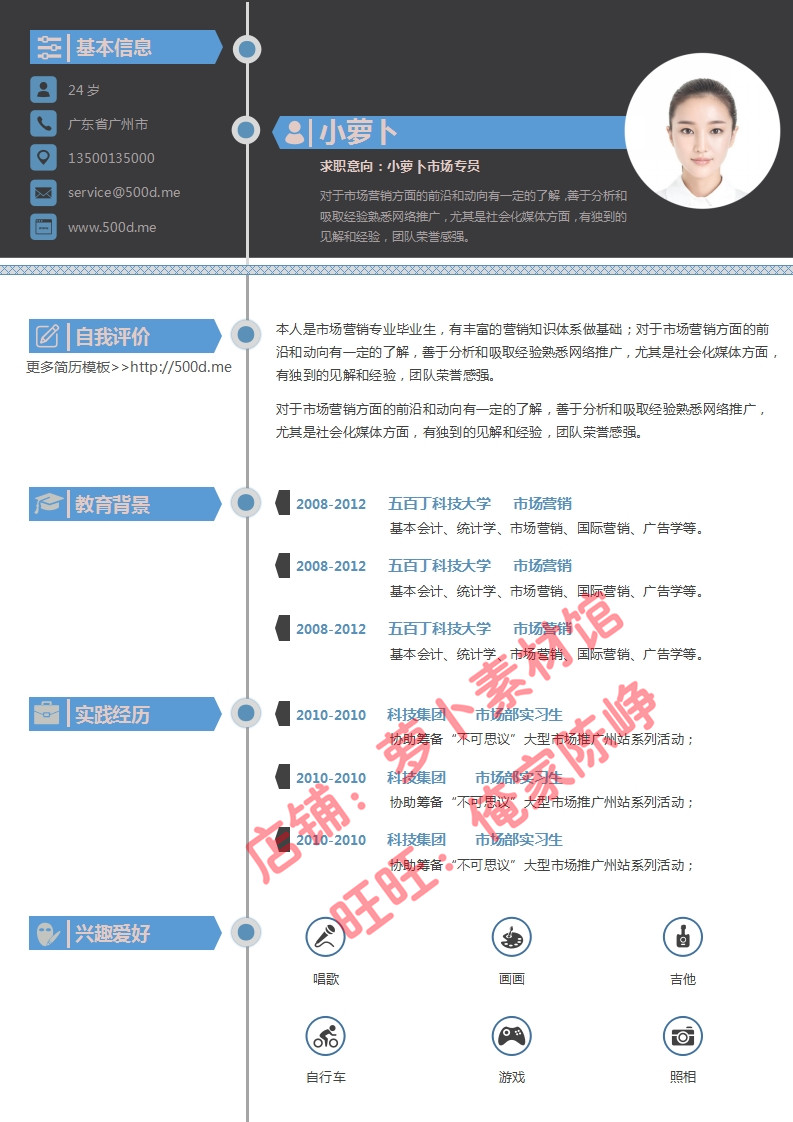 基本信息
24 岁
广东省广州市
13500135000
service@500d.me
www.500d.me
小萝卜
求职意向：小萝卜市场专员
对于市场营销方面的前沿和动向有一定的了解，善于分析和
吸取经验熟悉网络推广，尤其是社会化媒体方面，有独到的
见解和经验，团队荣誉感强。
自我评价
更多简历模板>>http://500d.me
本人是市场营销专业毕业生，有丰富的营销知识体系做基础；对于市场营销方面的前
沿和动向有一定的了解，善于分析和吸取经验熟悉网络推广，尤其是社会化媒体方面，
有独到的见解和经验，团队荣誉感强。
对于市场营销方面的前沿和动向有一定的了解，善于分析和吸取经验熟悉网络推广，
尤其是社会化媒体方面，有独到的见解和经验，团队荣誉感强。
教育背景
2008-2012 五百丁科技大学 市场营销
基本会计、统计学、市场营销、国际营销、广告学等。
2008-2012 五百丁科技大学 市场营销
基本会计、统计学、市场营销、国际营销、广告学等。
2008-2012 五百丁科技大学 市场营销
基本会计、统计学、市场营销、国际营销、广告学等。
实践经历
2010-2010 科技集团 市场部实习生
协助筹备“不可思议”大型市场推广州站系列活动；
2010-2010 科技集团 市场部实习生
协助筹备“不可思议”大型市场推广州站系列活动；
2010-2010 科技集团 市场部实习生
协助筹备“不可思议”大型市场推广州站系列活动；
店铺：萝卜素材馆
旺旺：俺家陈峥
兴趣爱好
唱歌 画画 吉他
自行车 游戏 照相